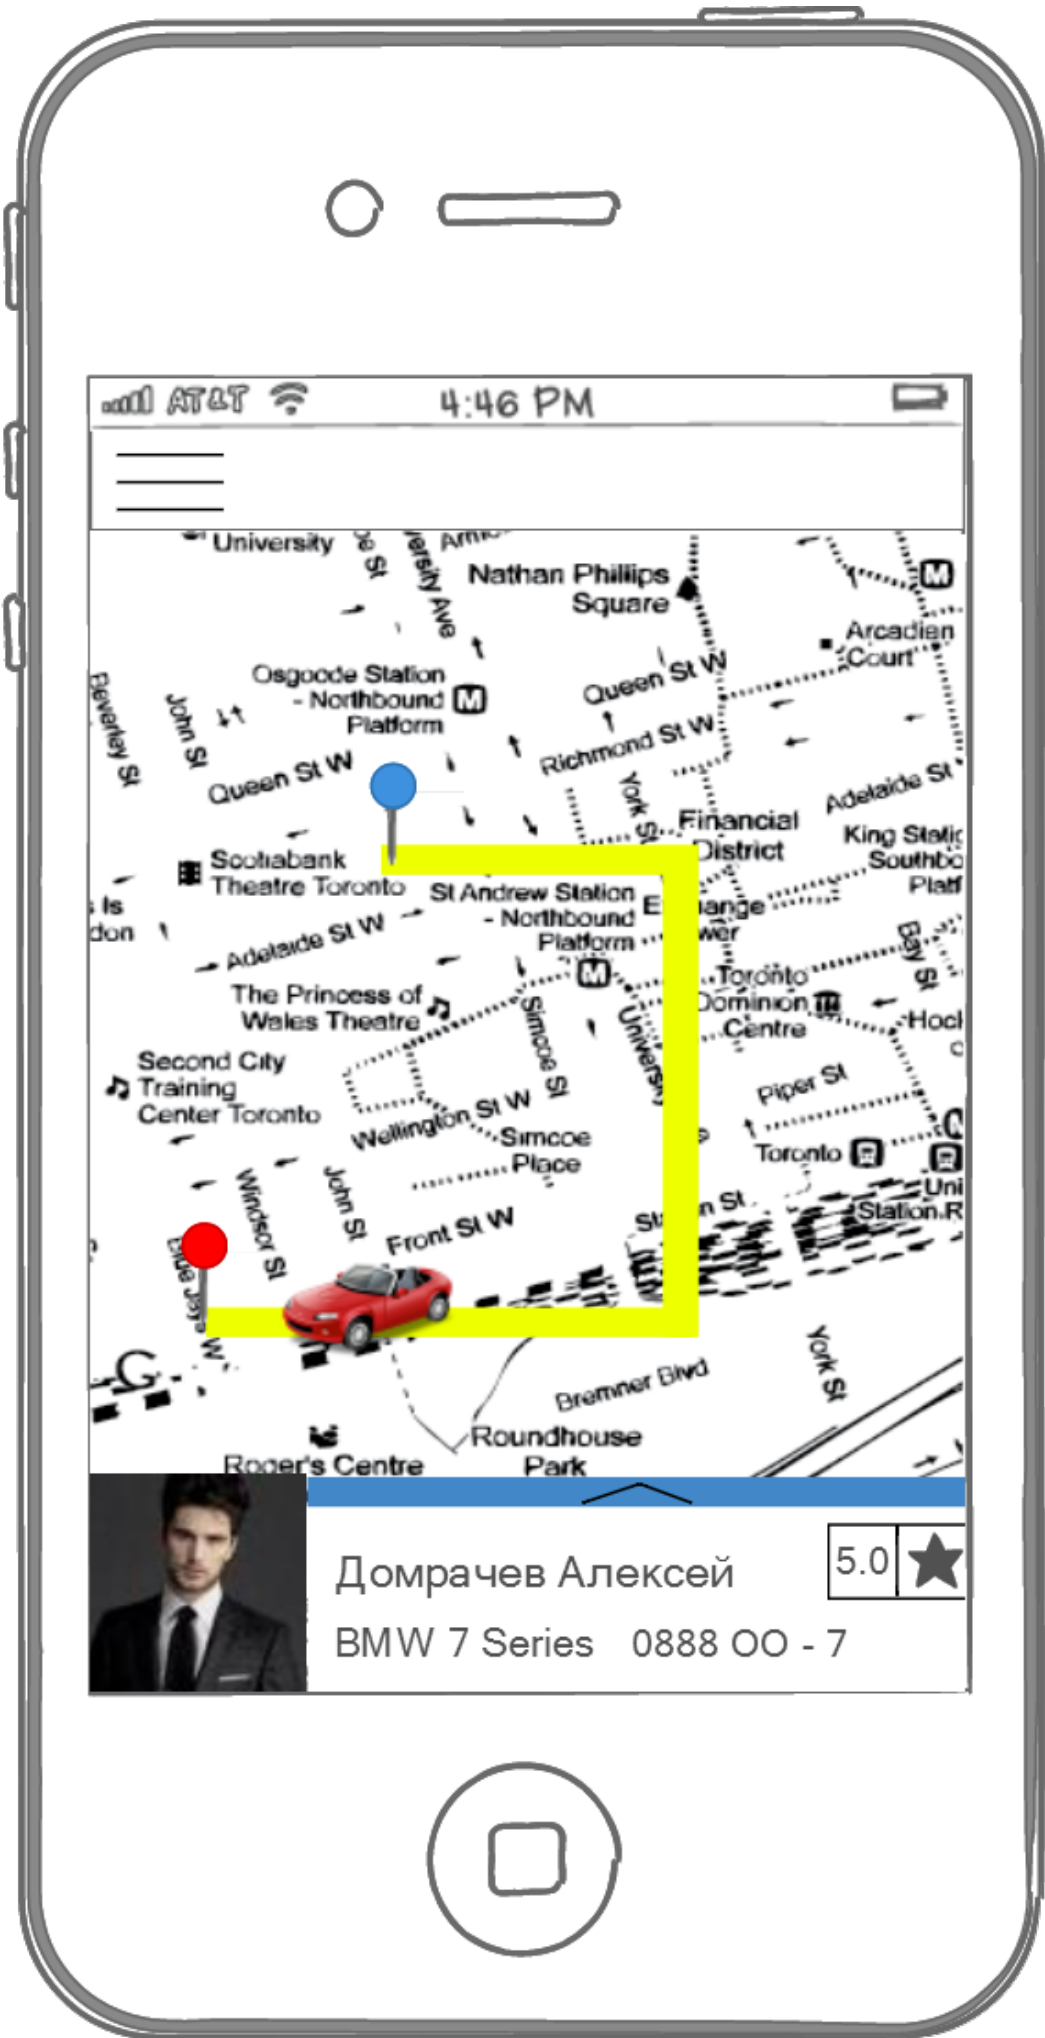 AT&T
4:46 PM
University
Nathan Phillips
Square
Arcadian
Court
Osgoode Station
- Northbound
Platform
Queen St W
Beverley St
John St
Richmond St W
Queen St W
York St
Adelaide St
Financial
District
Scotiabank
Theatre Toronto
St Andrew Station
- Northbound
Platform
Adelaide St W
Bay St
The Princess of
Wales Theatre
Toronto
Dominion
Centre
Simcoe St
Second City
Training
Center Toronto
Piper St
Wellington St W
Simcoe
Place
Toronto
Windsor St
John St
Front St W
York St
Bremner Blvd
Roundhouse
Park
Roger's Centre
Домрачев Алексей
5.0
BMW 7 Series 0888 OO - 7